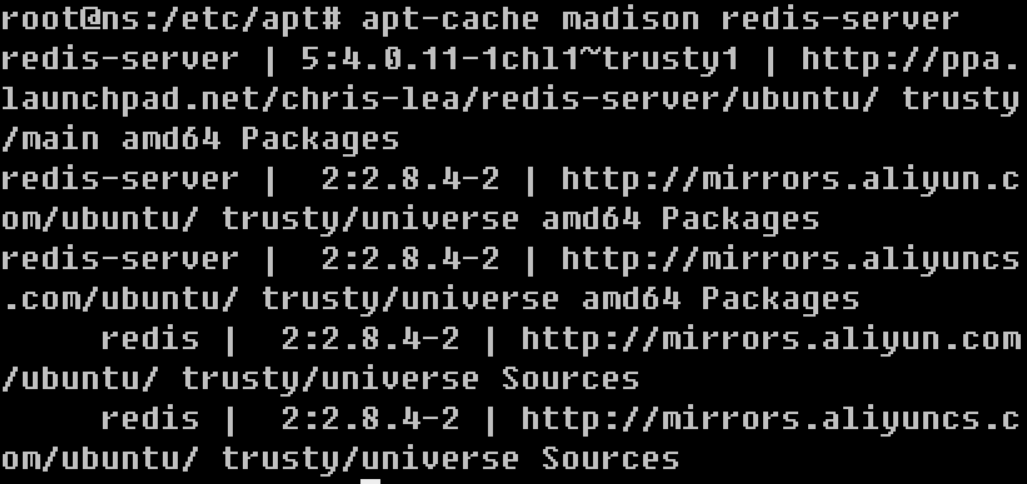 root@ns:/etc/apt# apt-cache madison redis-server
redis-server | 5:4.0.11-1chl1~trusty1 | http://ppa.
launchpad.net/chris-lea/redis-server/ubuntu/ trusty
/main amd64 Packages
redis-server |  2:2.8.4-2 | http://mirrors.aliyun.c
om/ubuntu/ trusty/universe amd64 Packages
redis-server |  2:2.8.4-2 | http://mirrors.aliyuncs
.com/ubuntu/ trusty/universe amd64 Packages
     redis |  2:2.8.4-2 | http://mirrors.aliyun.com
/ubuntu/ trusty/universe Sources
     redis |  2:2.8.4-2 | http://mirrors.aliyuncs.c
om/ubuntu/ trusty/universe Sources